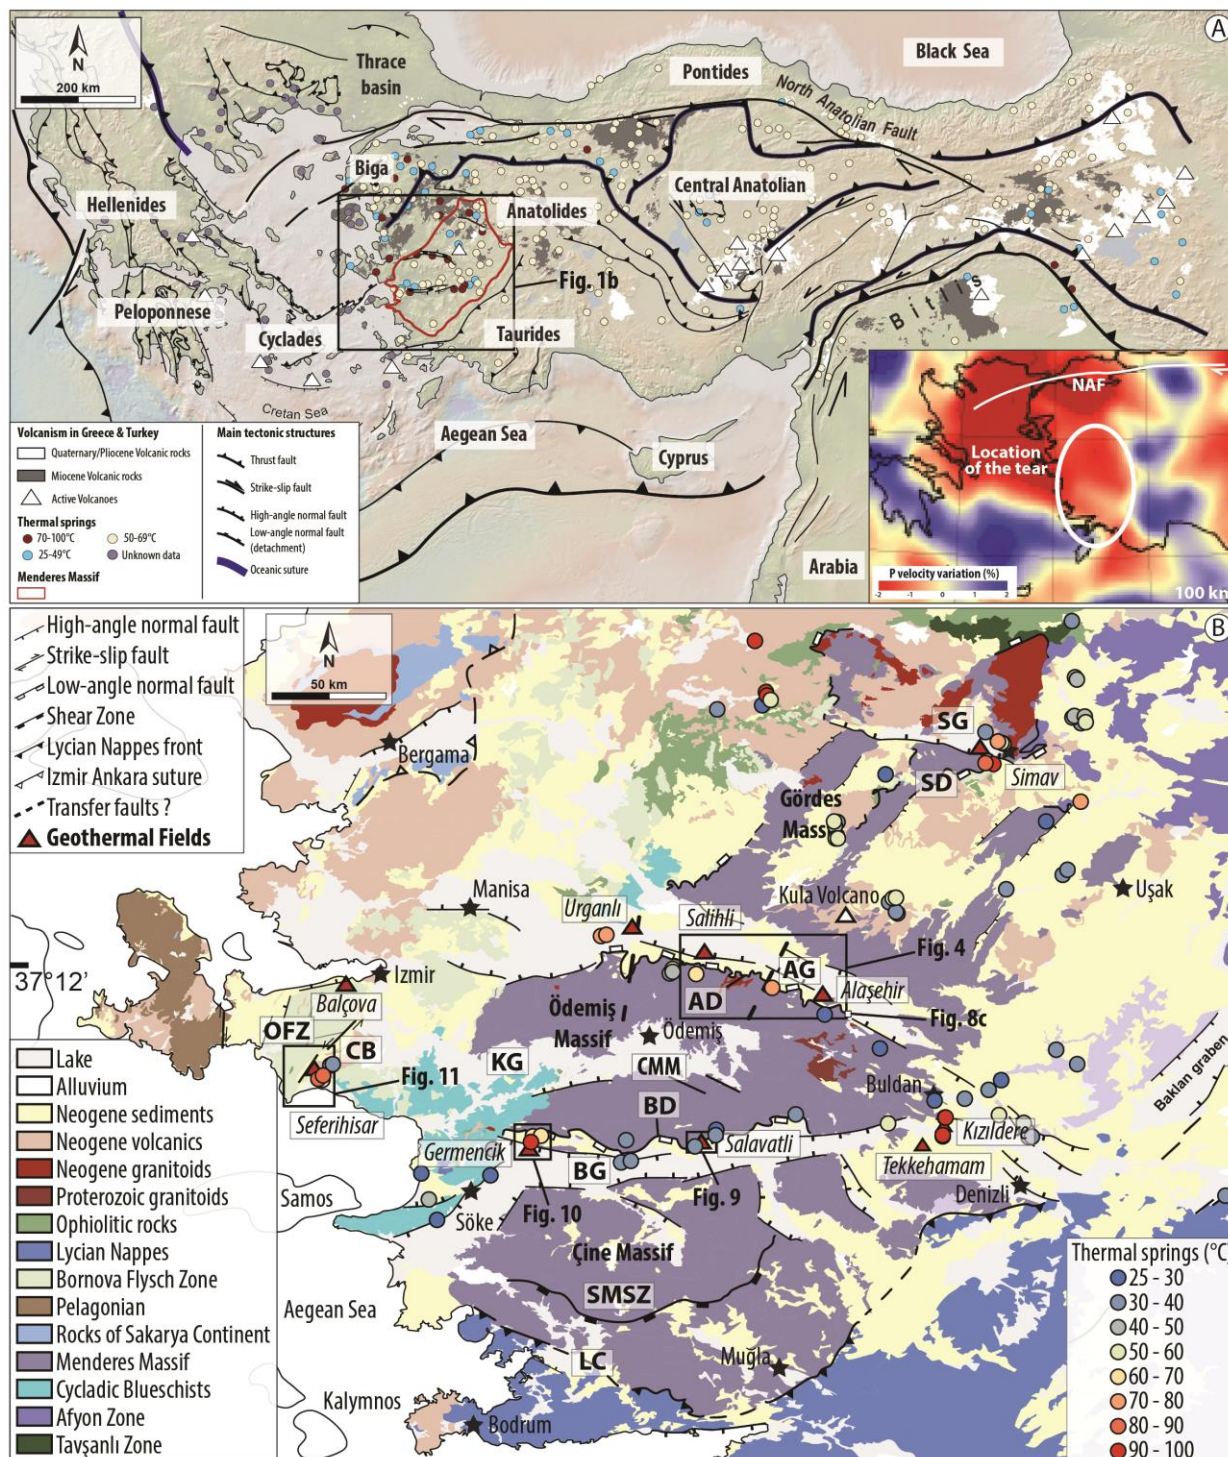 A
200 km
N
Thrace
basin
Pontides
Black Sea
North Anatolian Fault
Biga
Hellenides
Anatolides
Central Anatolian
Fig. 1b
Peloponnese
Cyclades
Taurides
Bitlis
Cretan Sea
Aegean Sea
Cyprus
Arabia
NAF
Location
of the tear
P velocity variation (%)
-2 -1 0 1 2
100 km
Volcanism in Greece & Turkey
Quaternary/Pliocene Volcanic rocks
Miocene Volcanic rocks
Active Volcanoes
Thermal springs
70-100°C
50-69°C
25-49°C
Unknown data
Menderes Massif
Main tectonic structures
Thrust fault
Strike-slip fault
High-angle normal fault
Low-angle normal fault
(detachment)
Oceanic suture
B
High-angle normal fault
Strike-slip fault
Low-angle normal fault
Shear Zone
Lycian Nappes front
Izmir Ankara suture
Transfer faults ?
Geothermal Fields
N
50 km
Bergama
SG
Simav
SD
Gördes
Massif
Manisa
Urganlı
Salihli
Kula Volcano
Uşak
Fig. 4
37°12'
Izmir
Balçova
AG
AD
Alaşehir
Ödemiş
Massif
Ödemiş
Fig. 8c
OFZ
CB
KG
CMM
Fig. 11
Buldan
Baklan graben
Seferihisar
BD
Kızıldere
Germencik
Salavatli
BG
Tekkehamam
Fig. 9
Denizli
Samos
Söke
Fig. 10
Çine Massif
SMSZ
Aegean Sea
LC
Muğla
Kalymnos
Bodrum
Lake
Alluvium
Neogene sediments
Neogene volcanics
Neogene granitoids
Proterozoic granitoids
Ophiolitic rocks
Lycian Nappes
Bornova Flysch Zone
Pelagonian
Rocks of Sakarya Continent
Menderes Massif
Cycladic Blueschists
Afyon Zone
Tavşanlı Zone
Thermal springs (°C)
25 - 30
30 - 40
40 - 50
50 - 60
60 - 70
70 - 80
80 - 90
90 - 100